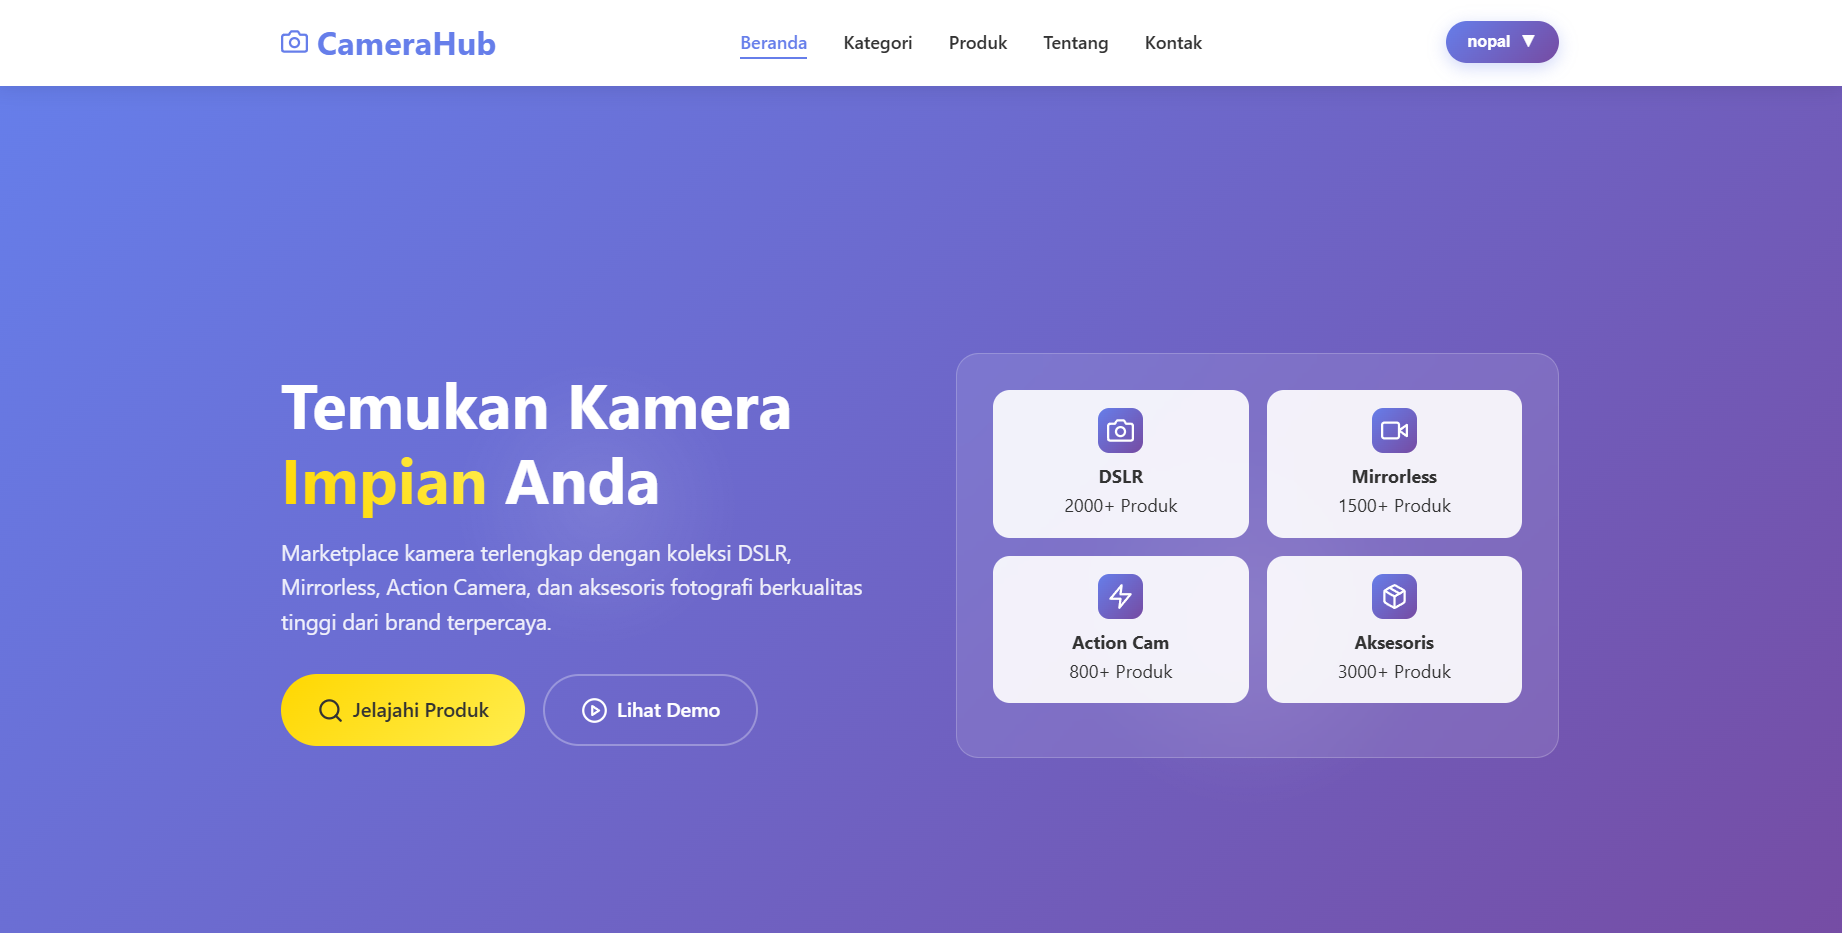 CameraHub
Beranda Kategori Produk Tentang Kontak
nopal ▼
Temukan Kamera
Impian Anda
Marketplace kamera terlengkap dengan koleksi DSLR,
Mirrorless, Action Camera, dan aksesoris fotografi berkualitas
tinggi dari brand terpercaya.
Jelajahi Produk
Lihat Demo
DSLR
2000+ Produk
Mirrorless
1500+ Produk
Action Cam
800+ Produk
Aksesoris
3000+ Produk